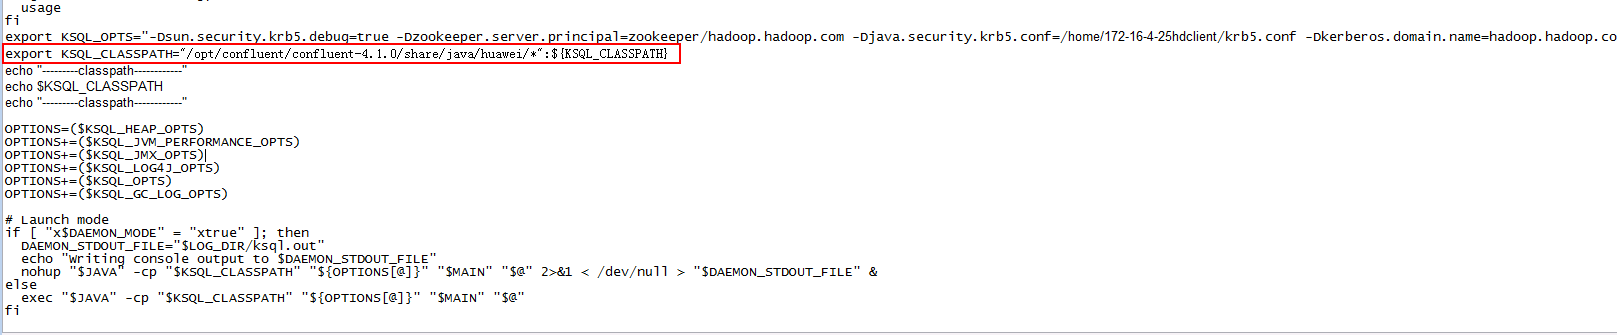 usage
fi
export KSQL_OPTS="-Dsun.security.krb5.debug=true -Dzookeeper.server.principal=zookeeper/hadoop.hadoop.com -Djava.security.krb5.conf=/home/172-16-4-25hdclient/krb5.conf -Dkerberos.domain.name=hadoop.hadoop.co
export KSQL_CLASSPATH="/opt/confluent/confluent-4.1.0/share/java/huawei/*":${KSQL_CLASSPATH}
echo "---------classpath------------"
echo $KSQL_CLASSPATH
echo "---------classpath------------"
OPTIONS=($KSQL_HEAP_OPTS)
OPTIONS+=($KSQL_JVM_PERFORMANCE_OPTS)
OPTIONS+=($KSQL_JMX_OPTS)
OPTIONS+=($KSQL_LOG4J_OPTS)
OPTIONS+=($KSQL_OPTS)
OPTIONS+=($KSQL_GC_LOG_OPTS)
# Launch mode
if [ "x$DAEMON_MODE" = "xtrue" ]; then
DAEMON_STDOUT_FILE="$LOG_DIR/ksql.out"
echo "Writing console output to $DAEMON_STDOUT_FILE"
nohup "$JAVA" -cp "$KSQL_CLASSPATH" "${OPTIONS[@]}" "$MAIN" "$@" 2>&1 < /dev/null > "$DAEMON_STDOUT_FILE" &
else
exec "$JAVA" -cp "$KSQL_CLASSPATH" "${OPTIONS[@]}" "$MAIN" "$@"
fi